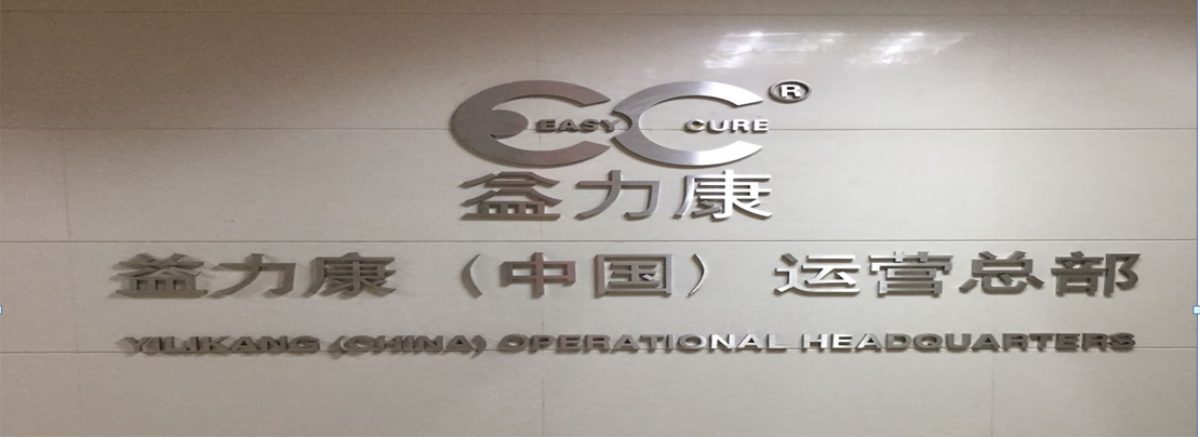 EASY CURE ®
益力康
益力康（中国）运营总部
YILIKANG (CHINA) OPERATIONAL HEADQUARTERS